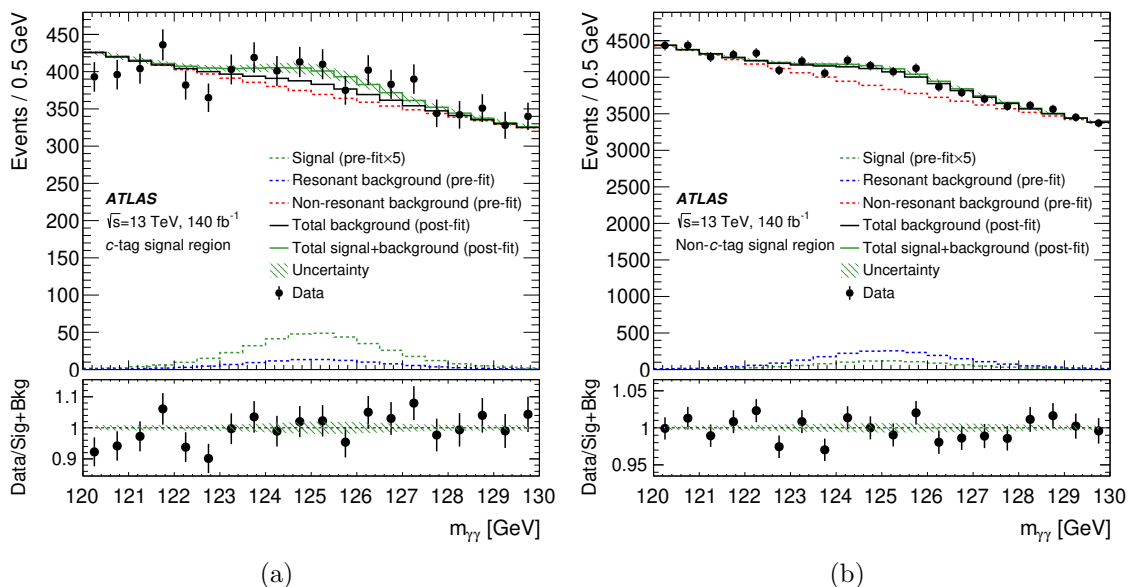 Events / 0.5 GeV
450
400
350
300
250
200
150
100
50
0
Signal (pre-fit×5)
Resonant background (pre-fit)
Non-resonant background (pre-fit)
Total background (post-fit)
Total signal+background (post-fit)
Uncertainty
Data
ATLAS
√s=13 TeV, 140 fb⁻¹
c-tag signal region
Data/Sig+Bkg
1.1
1
0.9
120 121 122 123 124 125 126 127 128 129 130
mγγ [GeV]
(a)
Events / 0.5 GeV
4500
4000
3500
3000
2500
2000
1500
1000
500
0
Signal (pre-fit×5)
Resonant background (pre-fit)
Non-resonant background (pre-fit)
Total background (post-fit)
Total signal+background (post-fit)
Uncertainty
Data
ATLAS
√s=13 TeV, 140 fb⁻¹
Non-c-tag signal region
Data/Sig+Bkg
1.05
1
0.95
120 121 122 123 124 125 126 127 128 129 130
mγγ [GeV]
(b)